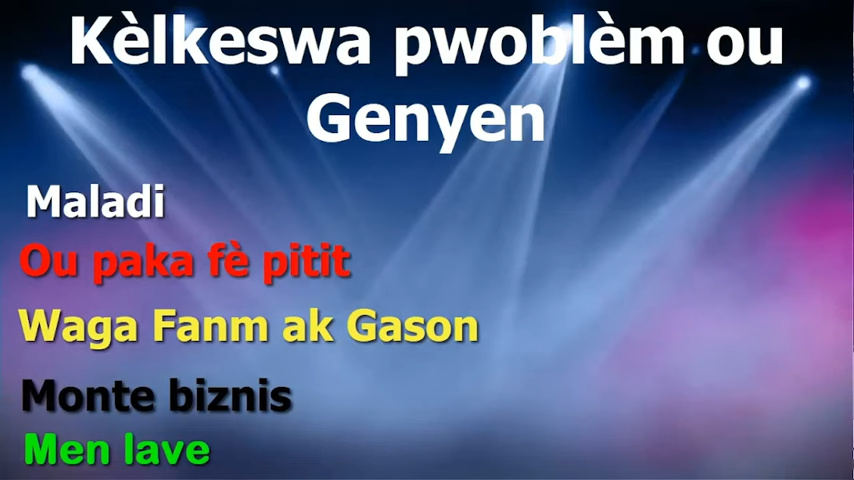 Kèlkeswa pwoblèm ou
Genyen
Maladi
Ou paka fè pitit
Waga Fanm ak Gason
Monte biznis
Men lave